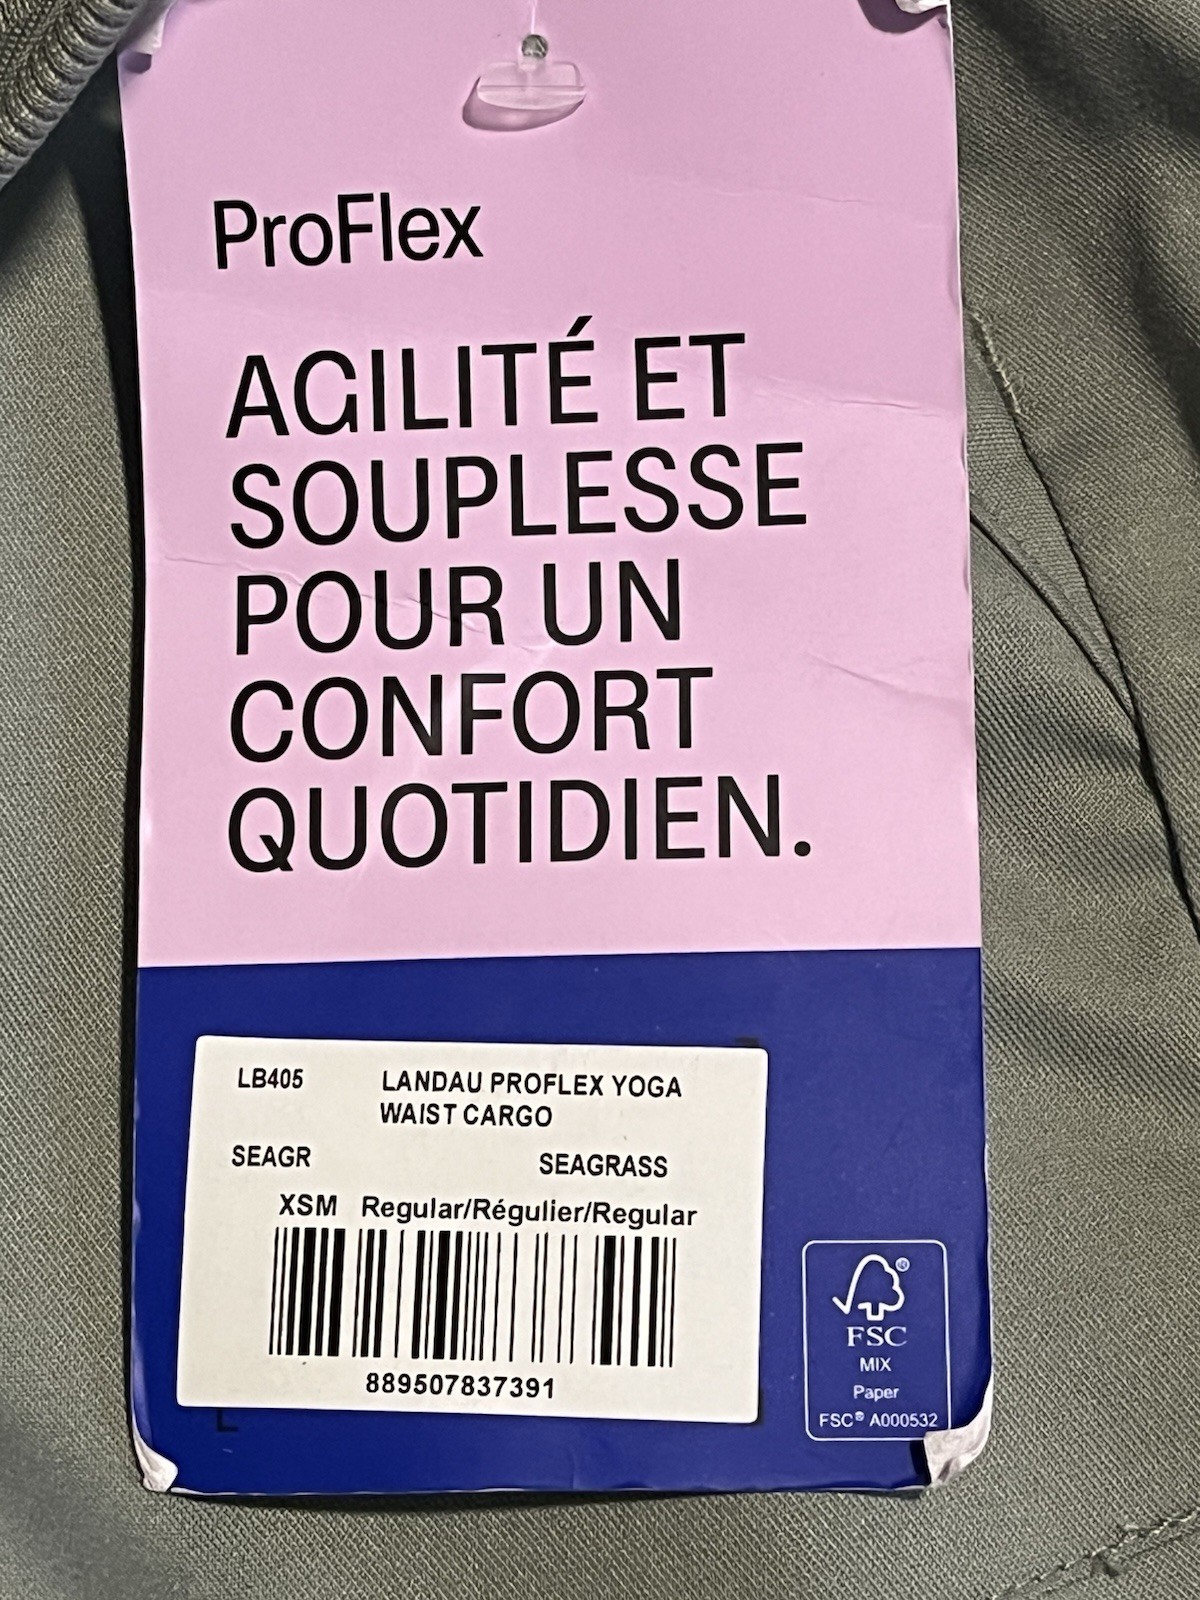 ProFlex
AGILITÉ ET
SOUPLESSE
POUR UN
CONFORT
QUOTIDIEN.
LB405 LANDAU PROFLEX YOGA
WAIST CARGO
SEAGR SEAGRASS
XSM Regular/Régulier/Regular
889507837391
FSC®
MIX
Paper
FSC® A000532